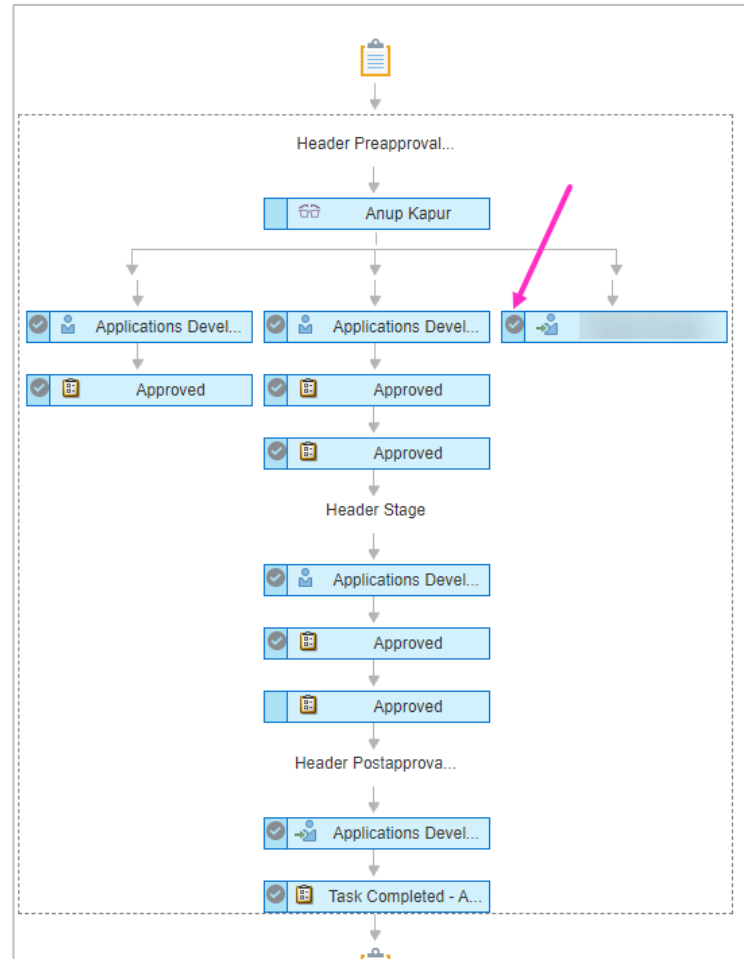 Header Preapproval...
Anup Kapur
Applications Devel...
Applications Devel...
Approved
Approved
Approved
Header Stage
Applications Devel...
Approved
Approved
Header Postapprova...
Applications Devel...
Task Completed - A...